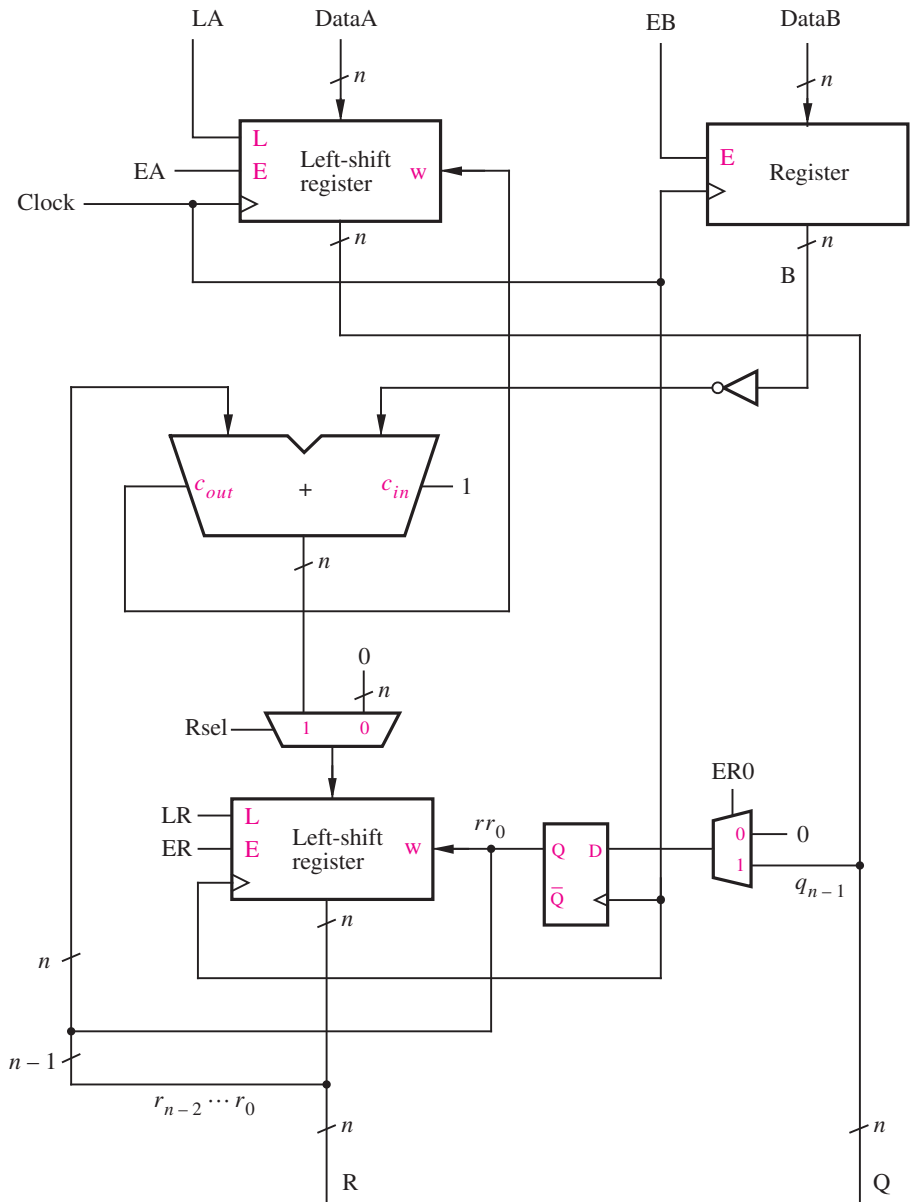 LA
DataA
EB
DataB
n
n
L
E
Left-shift
register
w
EA
Clock
E
Register
n
n
B
c_out
+
c_in
1
n
0
n
Rsel
1
0
ER0
LR
ER
L
E
Left-shift
register
w
rr_0
Q
D
Q̅
0
1
0
q_{n-1}
n
n
n – 1
r_{n-2} ⋯ r_0
n
n
R
Q